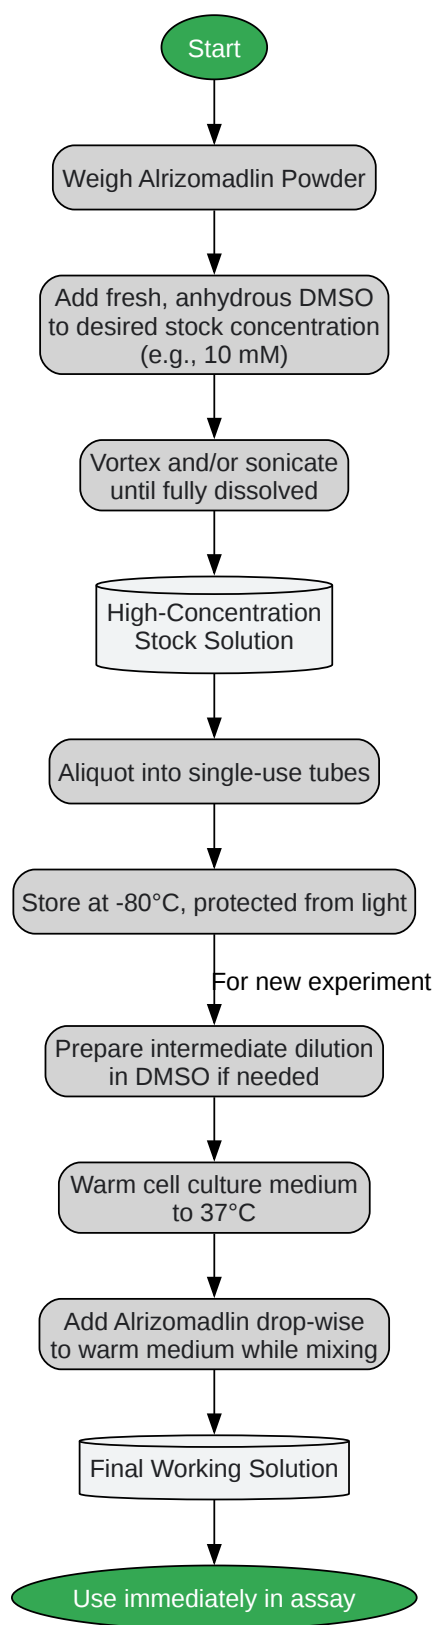 Start
Weigh Alrizomadlin Powder
Add fresh, anhydrous DMSO
to desired stock concentration
(e.g., 10 mM)
Vortex and/or sonicate
until fully dissolved
High-Concentration
Stock Solution
Aliquot into single-use tubes
Store at -80°C, protected from light
For new experiment
Prepare intermediate dilution
in DMSO if needed
Warm cell culture medium
to 37°C
Add Alrizomadlin drop-wise
to warm medium while mixing
Final Working Solution
Use immediately in assay